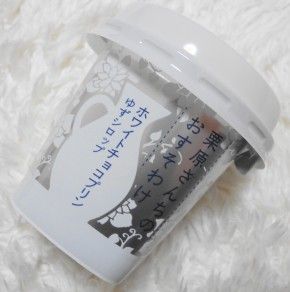 栗原さんちの
おすそわけの
ホワイトチョコプリン
ゆずシロップ